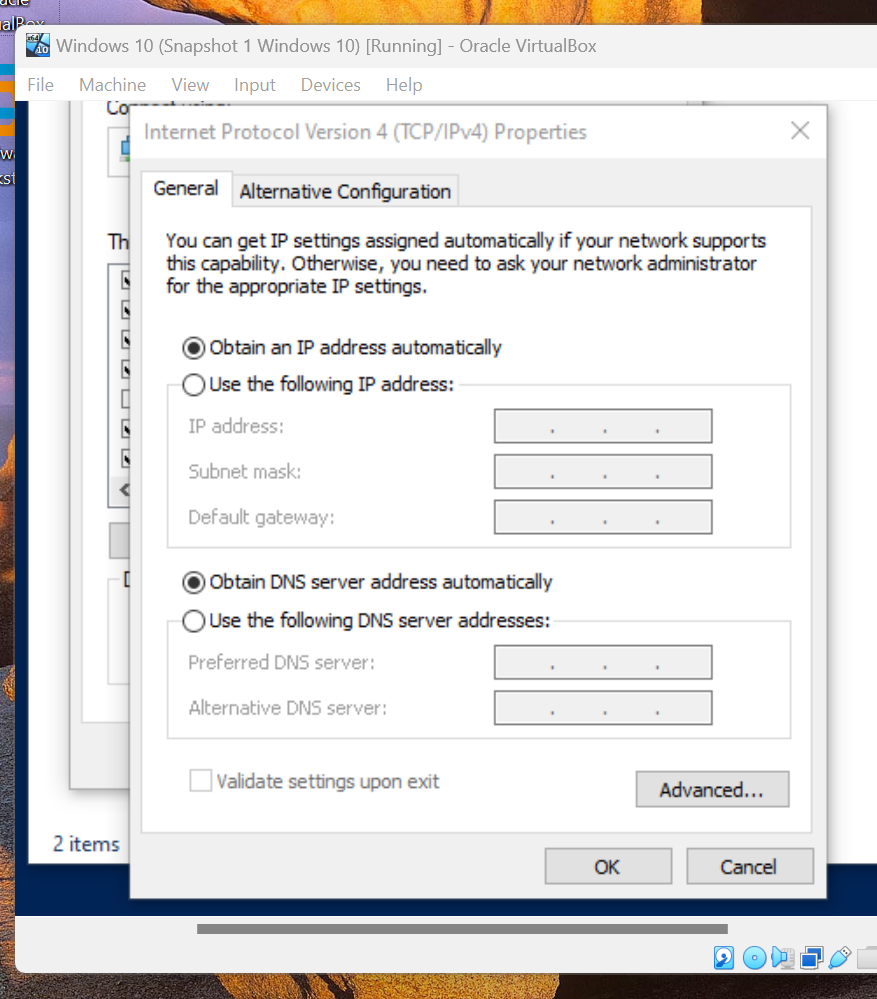 VirtualBox
Windows 10 (Snapshot 1 Windows 10) [Running] - Oracle VirtualBox
File Machine View Input Devices Help
Internet Protocol Version 4 (TCP/IPv4) Properties
General Alternative Configuration
Th
You can get IP settings assigned automatically if your network supports
this capability. Otherwise, you need to ask your network administrator
for the appropriate IP settings.
Obtain an IP address automatically
Use the following IP address:
IP address: . . .
Subnet mask: . . .
Default gateway: . . .
Obtain DNS server address automatically
Use the following DNS server addresses:
Preferred DNS server: . . .
Alternative DNS server: . . .
Validate settings upon exit
Advanced...
2 items
OK Cancel